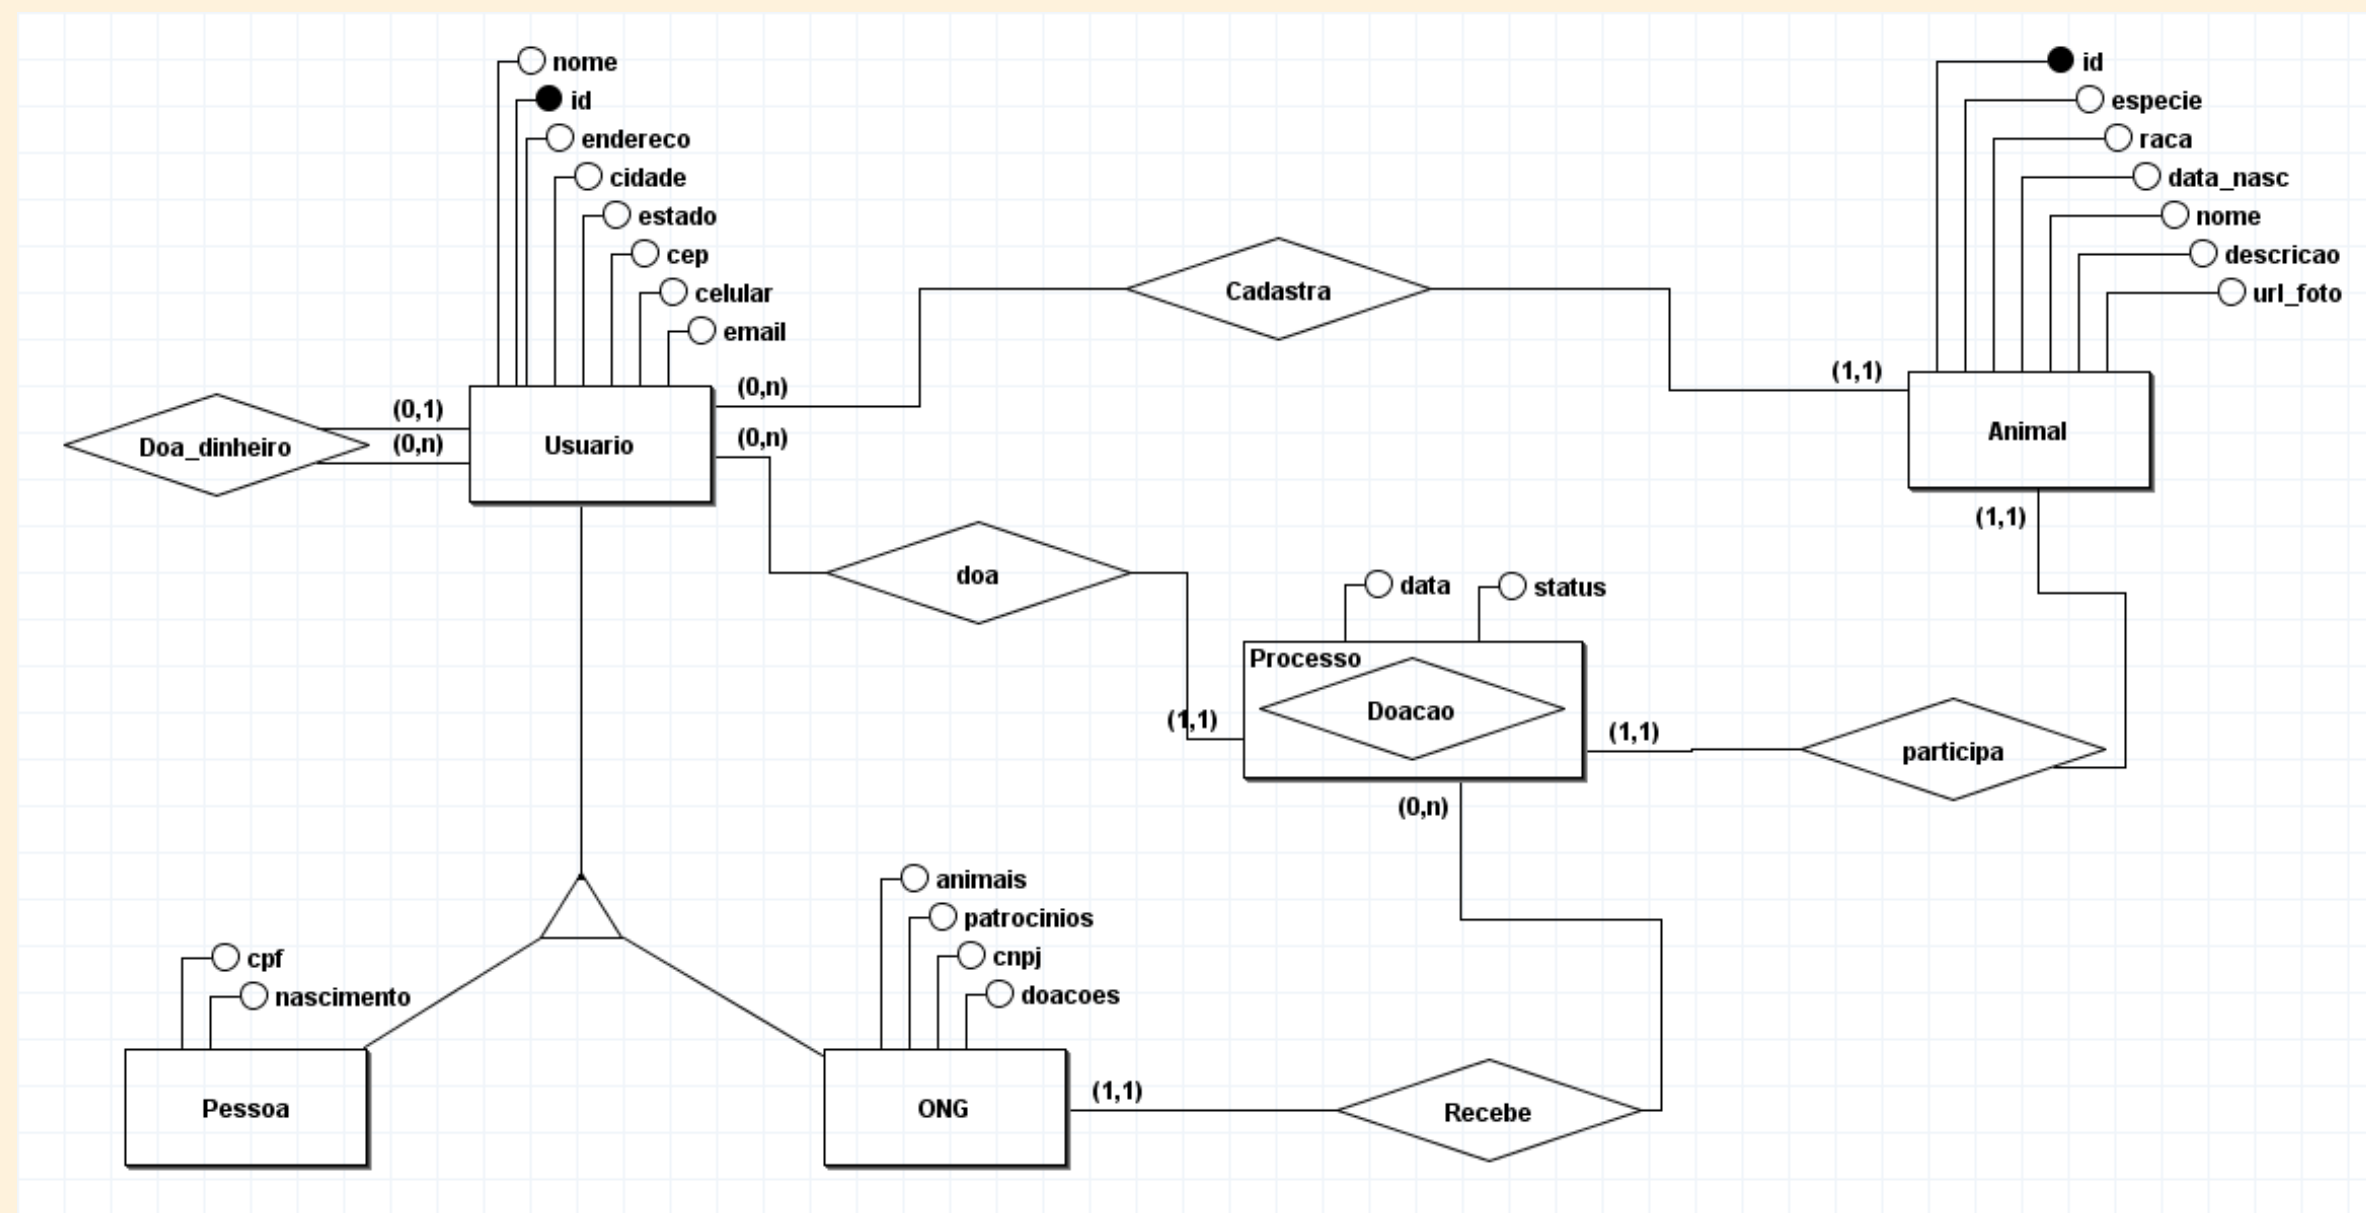 nome
id
endereco
cidade
estado
cep
celular
email
id
especie
raca
data_nasc
nome
descricao
url_foto
Cadastra
(0,n)
(1,1)
Doa_dinheiro
(0,1)
(0,n)
Usuario
(0,n)
Animal
(1,1)
doa
data
status
Processo
Doacao
(1,1)
(1,1)
participa
(0,n)
animais
patrocinios
cnpj
doacoes
cpf
nascimento
Pessoa
ONG
(1,1)
Recebe